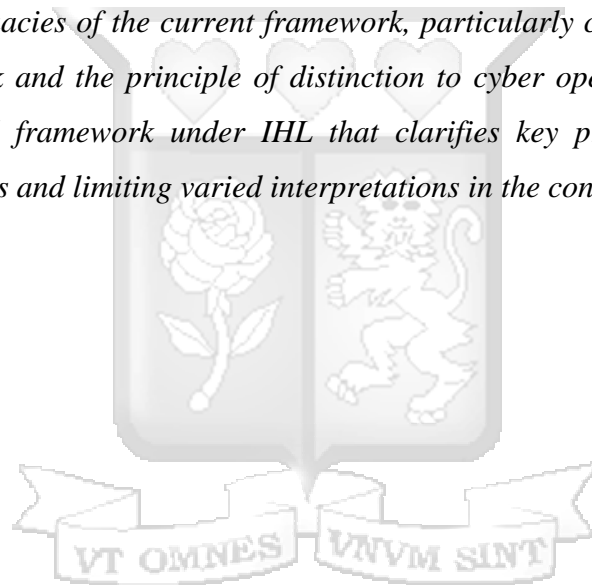 acies of the current framework, particularly c
and the principle of distinction to cyber ope
framework under IHL that clarifies key p
s and limiting varied interpretations in the con
VT OMNES VNVM SINT